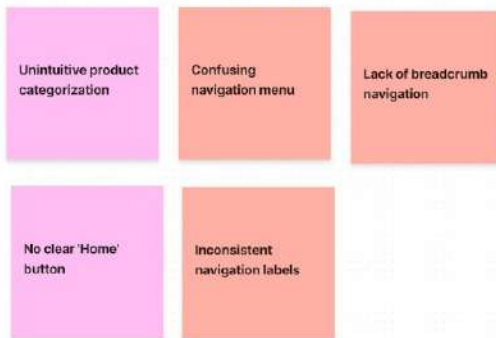 Unintuitive product
categorization
Confusing
navigation menu
Lack of breadcrumb
navigation
No clear 'Home'
button
Inconsistent
navigation labels